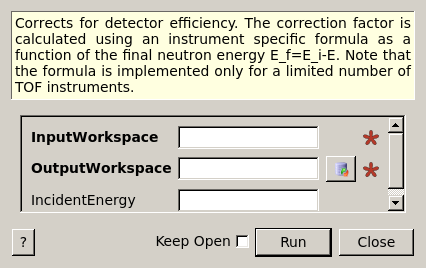 Corrects for detector efficiency. The correction factor is
calculated using an instrument specific formula as a
function of the final neutron energy E_f=E_i-E. Note that
the formula is implemented only for a limited number of
TOF instruments.
InputWorkspace *
OutputWorkspace *
IncidentEnergy
? Keep Open Run Close